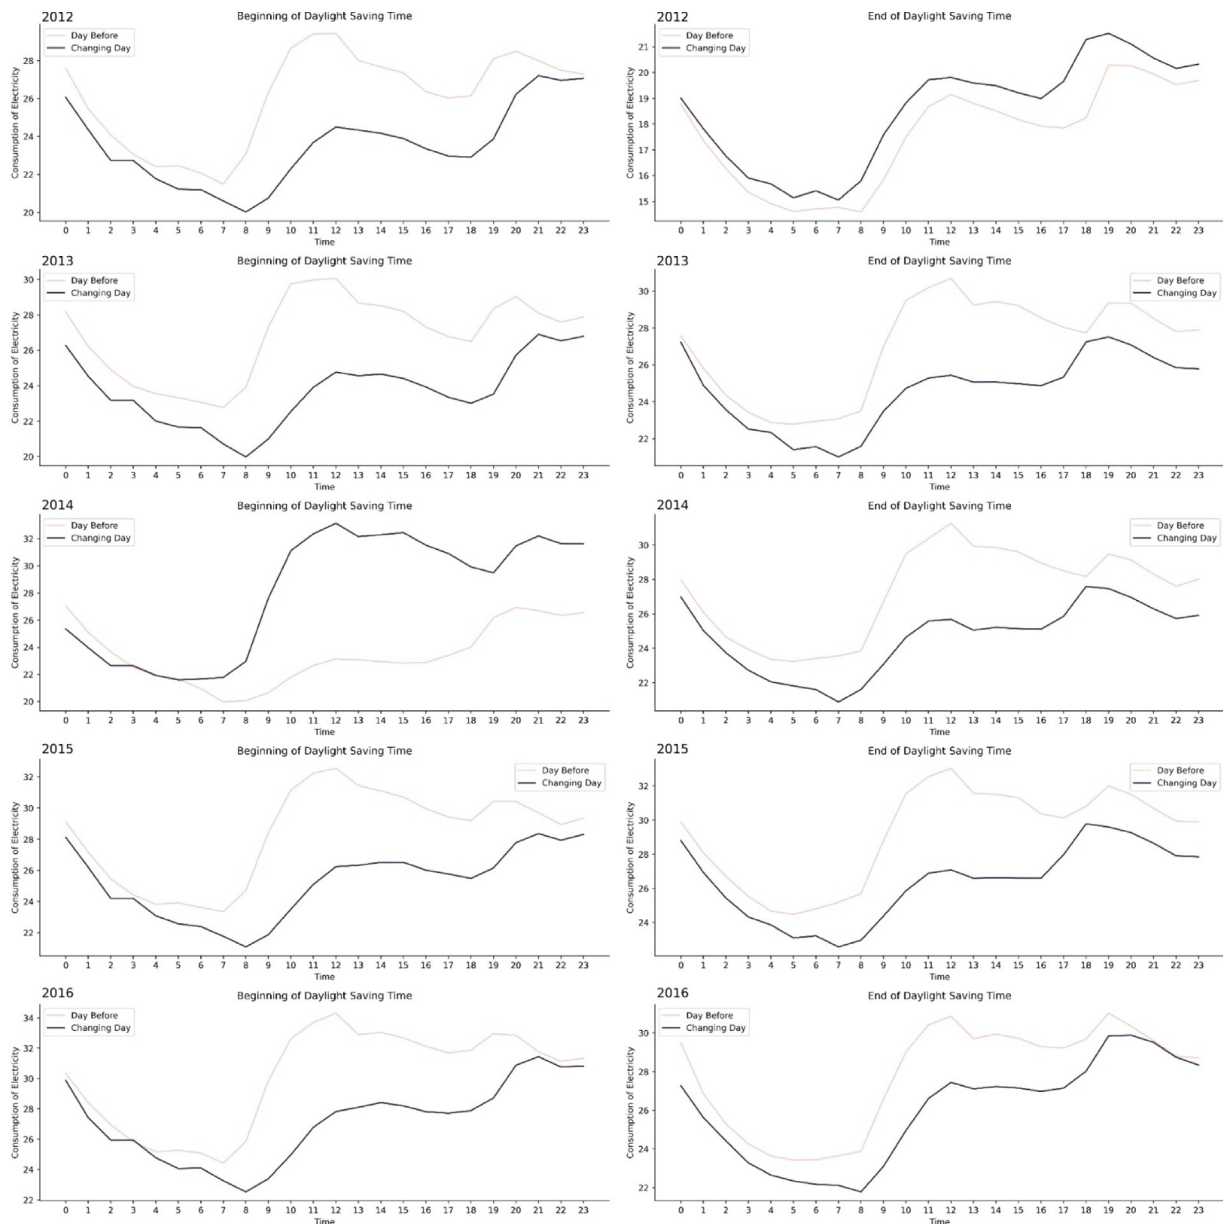 2012
Beginning of Daylight Saving Time
Day Before
Changing Day
Consumption of Electricity
28
26
24
22
20
0 1 2 3 4 5 6 7 8 9 10 11 12 13 14 15 16 17 18 19 20 21 22 23
Time
2012
End of Daylight Saving Time
Day Before
Changing Day
Consumption of Electricity
21
20
19
18
17
16
15
0 1 2 3 4 5 6 7 8 9 10 11 12 13 14 15 16 17 18 19 20 21 22 23
Time
2013
Beginning of Daylight Saving Time
Day Before
Changing Day
Consumption of Electricity
30
28
26
24
22
20
0 1 2 3 4 5 6 7 8 9 10 11 12 13 14 15 16 17 18 19 20 21 22 23
Time
2013
End of Daylight Saving Time
Day Before
Changing Day
Consumption of Electricity
30
28
26
24
22
0 1 2 3 4 5 6 7 8 9 10 11 12 13 14 15 16 17 18 19 20 21 22 23
Time
2014
Beginning of Daylight Saving Time
Day Before
Changing Day
Consumption of Electricity
32
30
28
26
24
22
20
0 1 2 3 4 5 6 7 8 9 10 11 12 13 14 15 16 17 18 19 20 21 22 23
Time
2014
End of Daylight Saving Time
Day Before
Changing Day
Consumption of Electricity
30
28
26
24
22
0 1 2 3 4 5 6 7 8 9 10 11 12 13 14 15 16 17 18 19 20 21 22 23
Time
2015
Beginning of Daylight Saving Time
Day Before
Changing Day
Consumption of Electricity
32
30
28
26
24
22
0 1 2 3 4 5 6 7 8 9 10 11 12 13 14 15 16 17 18 19 20 21 22 23
Time
2015
End of Daylight Saving Time
Day Before
Changing Day
Consumption of Electricity
32
30
28
26
24
0 1 2 3 4 5 6 7 8 9 10 11 12 13 14 15 16 17 18 19 20 21 22 23
Time
2016
Beginning of Daylight Saving Time
Day Before
Changing Day
Consumption of Electricity
34
32
30
28
26
24
22
0 1 2 3 4 5 6 7 8 9 10 11 12 13 14 15 16 17 18 19 20 21 22 23
Time
2016
End of Daylight Saving Time
Day Before
Changing Day
Consumption of Electricity
30
28
26
24
22
0 1 2 3 4 5 6 7 8 9 10 11 12 13 14 15 16 17 18 19 20 21 22 23
Time